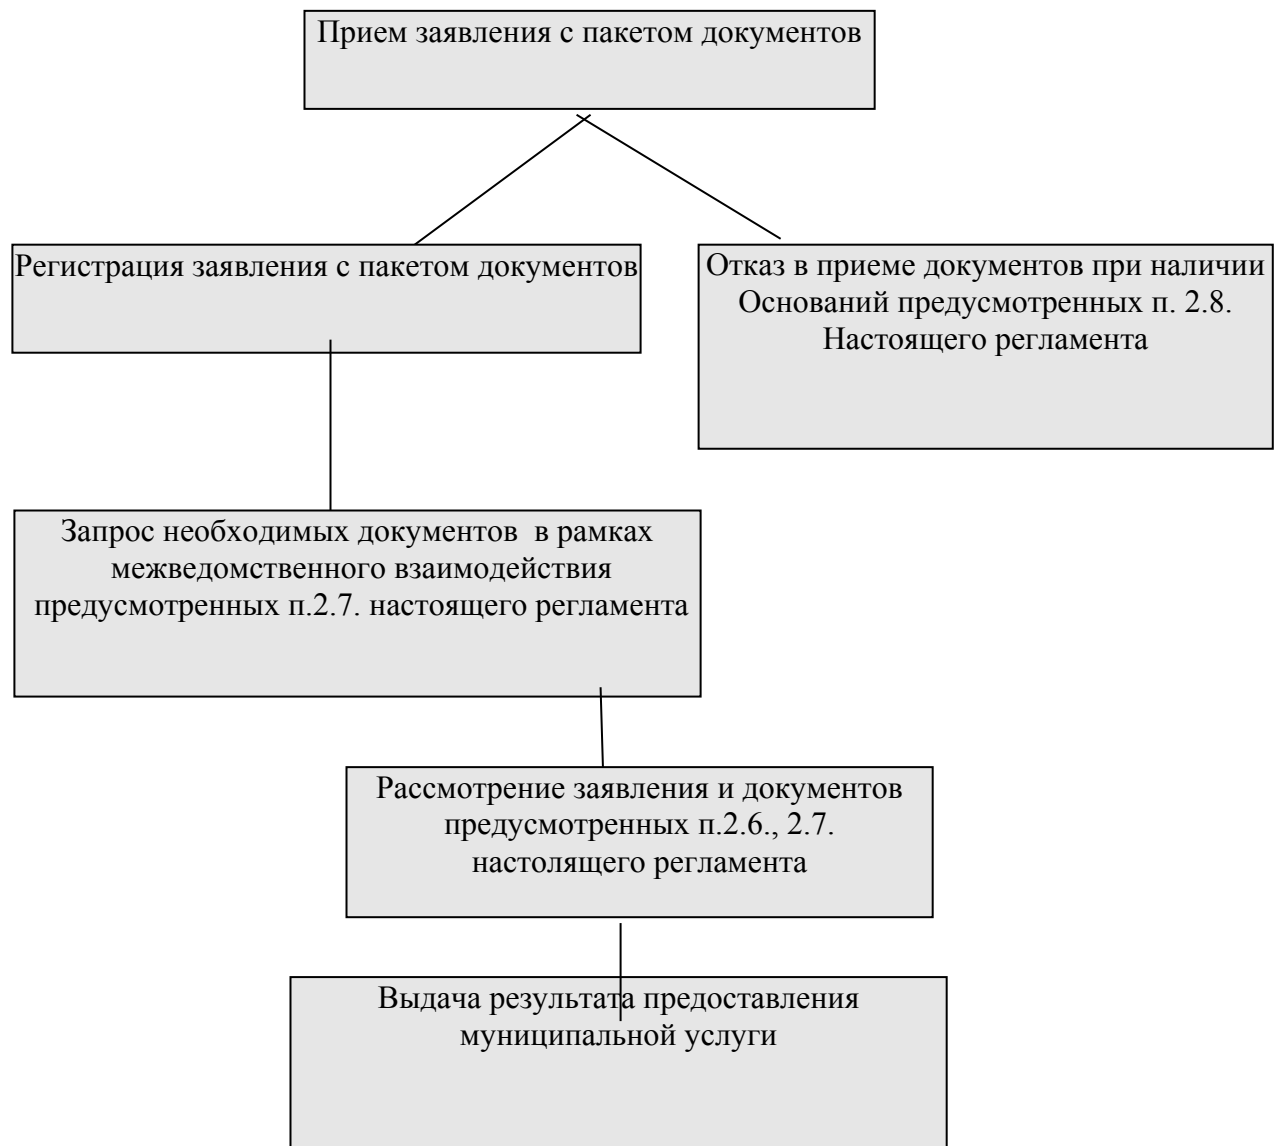 Прием заявления с пакетом документов
Регистрация заявления с пакетом документов
Отказ в приеме документов при наличии
Оснований предусмотренных п. 2.8.
Настоящего регламента
Запрос необходимых документов  в рамках
межведомственного взаимодействия
предусмотренных п.2.7. настоящего регламента
Рассмотрение заявления и документов
предусмотренных п.2.6., 2.7.
настолящего регламента
Выдача результата предоставления
муниципальной услуги